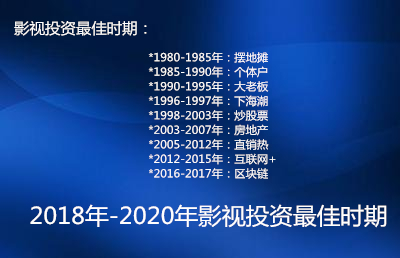 影视投资最佳时期：
*1980-1985年：摆地摊
*1985-1990年：个体户
*1990-1995年：大老板
*1996-1997年：下海潮
*1998-2003年：炒股票
*2003-2007年：房地产
*2005-2012年：直销热
*2012-2015年：互联网+
*2016-2017年：区块链
2018年-2020年影视投资最佳时期